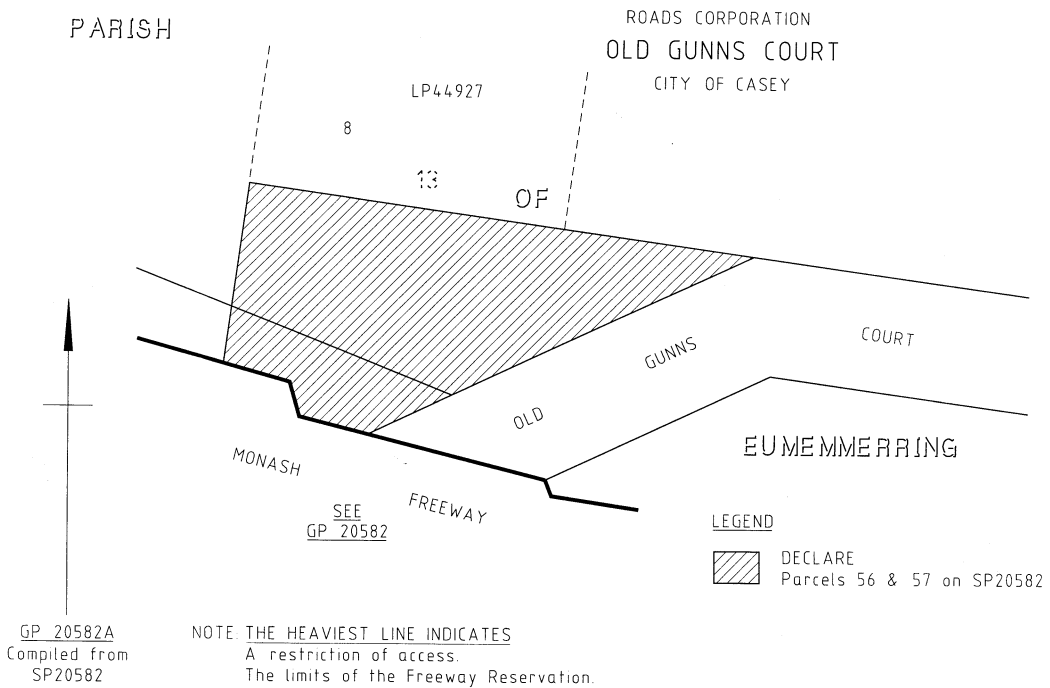 PARISH
ROADS CORPORATION
OLD GUNNS COURT
CITY OF CASEY
LP44927
8
13
OF
GUNNS
COURT
OLD
EUMEMMERRING
MONASH
FREEWAY
SEE
GP 20582
LEGEND
DECLARE
Parcels 56 & 57 on SP20582
GP 20582A
Compiled from
SP20582
NOTE: THE HEAVIEST LINE INDICATES
A restriction of access.
The limits of the Freeway Reservation.